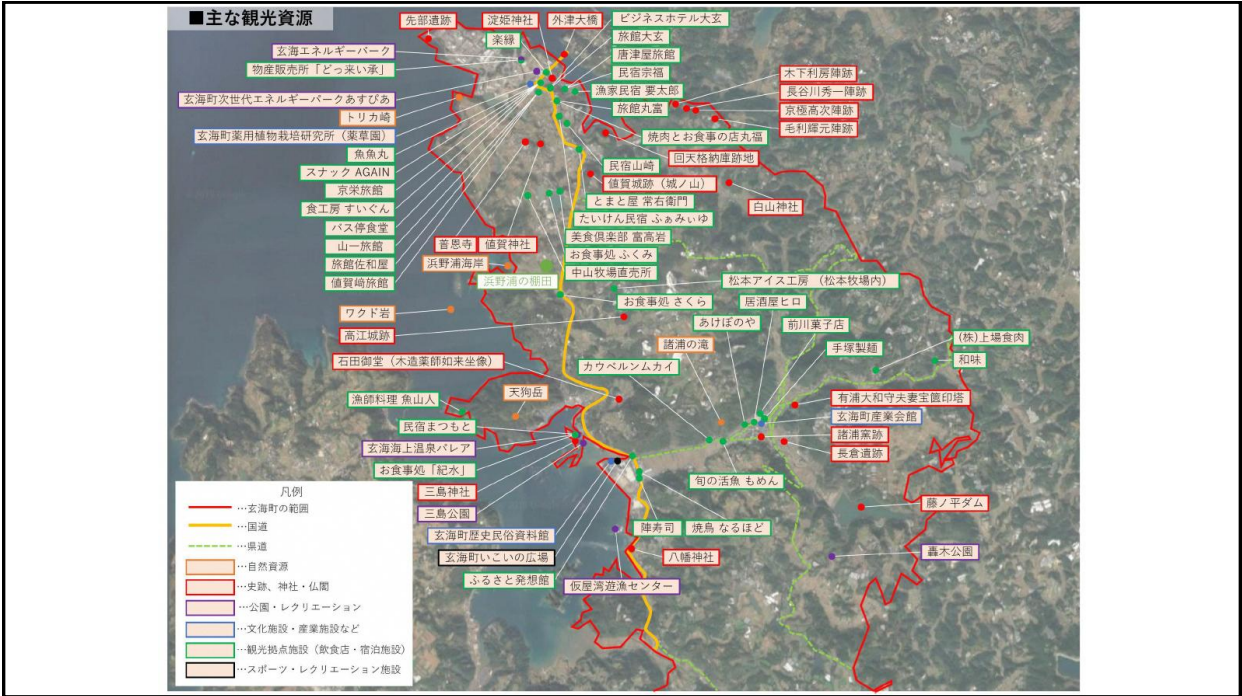 ■主な観光資源
先部遺跡
淀姫神社
外津大橋
ビジネスホテル大玄
楽縁
旅館大玄
玄海エネルギーパーク
唐津屋旅館
物産販売所「どっ来い承」
民宿宗福
木下利房陣跡
漁家民宿 要太郎
長谷川秀一陣跡
玄海町次世代エネルギーパークあすぴあ
旅館丸富
京極高次陣跡
トリカ崎
毛利輝元陣跡
玄海町薬用植物栽培研究所（薬草園）
焼肉とお食事の店丸福
魚魚丸
回天格納庫跡地
スナック AGAIN
民宿山崎
京栄旅館
値賀城跡（城ノ山）
食工房 すいぐん
とまと屋 常右衛門
白山神社
バス停食堂
たいけん民宿 ふぁみぃゆ
山一旅館
普恩寺
値賀神社
美食倶楽部 富高岩
旅館佐和屋
浜野浦海岸
お食事処 ふくみ
値賀崎旅館
浜野浦の棚田
中山牧場直売所
松本アイス工房 （松本牧場内）
お食事処 さくら
居酒屋ヒロ
ワクド岩
あけぼのや
前川菓子店
高江城跡
諸浦の滝
手塚製麺
(株)上場食肉
石田御堂（木造薬師如来坐像）
カウベルンムカイ
和味
天狗岳
漁師料理 魚山人
有浦大和守夫妻宝篋印塔
民宿まつもと
玄海町産業会館
玄海海上温泉パレア
諸浦窯跡
お食事処「紀水」
長倉遺跡
三島神社
旬の活魚 もめん
三島公園
藤ノ平ダム
玄海町歴史民俗資料館
陣寿司
焼鳥 なるほど
玄海町いこいの広場
八幡神社
轟木公園
ふるさと発想館
仮屋湾遊漁センター
凡例
…玄海町の範囲
…国道
…県道
…自然資源
…史跡、神社・仏閣
…公園・レクリエーション
…文化施設・産業施設など
…観光拠点施設（飲食店・宿泊施設）
…スポーツ・レクリエーション施設